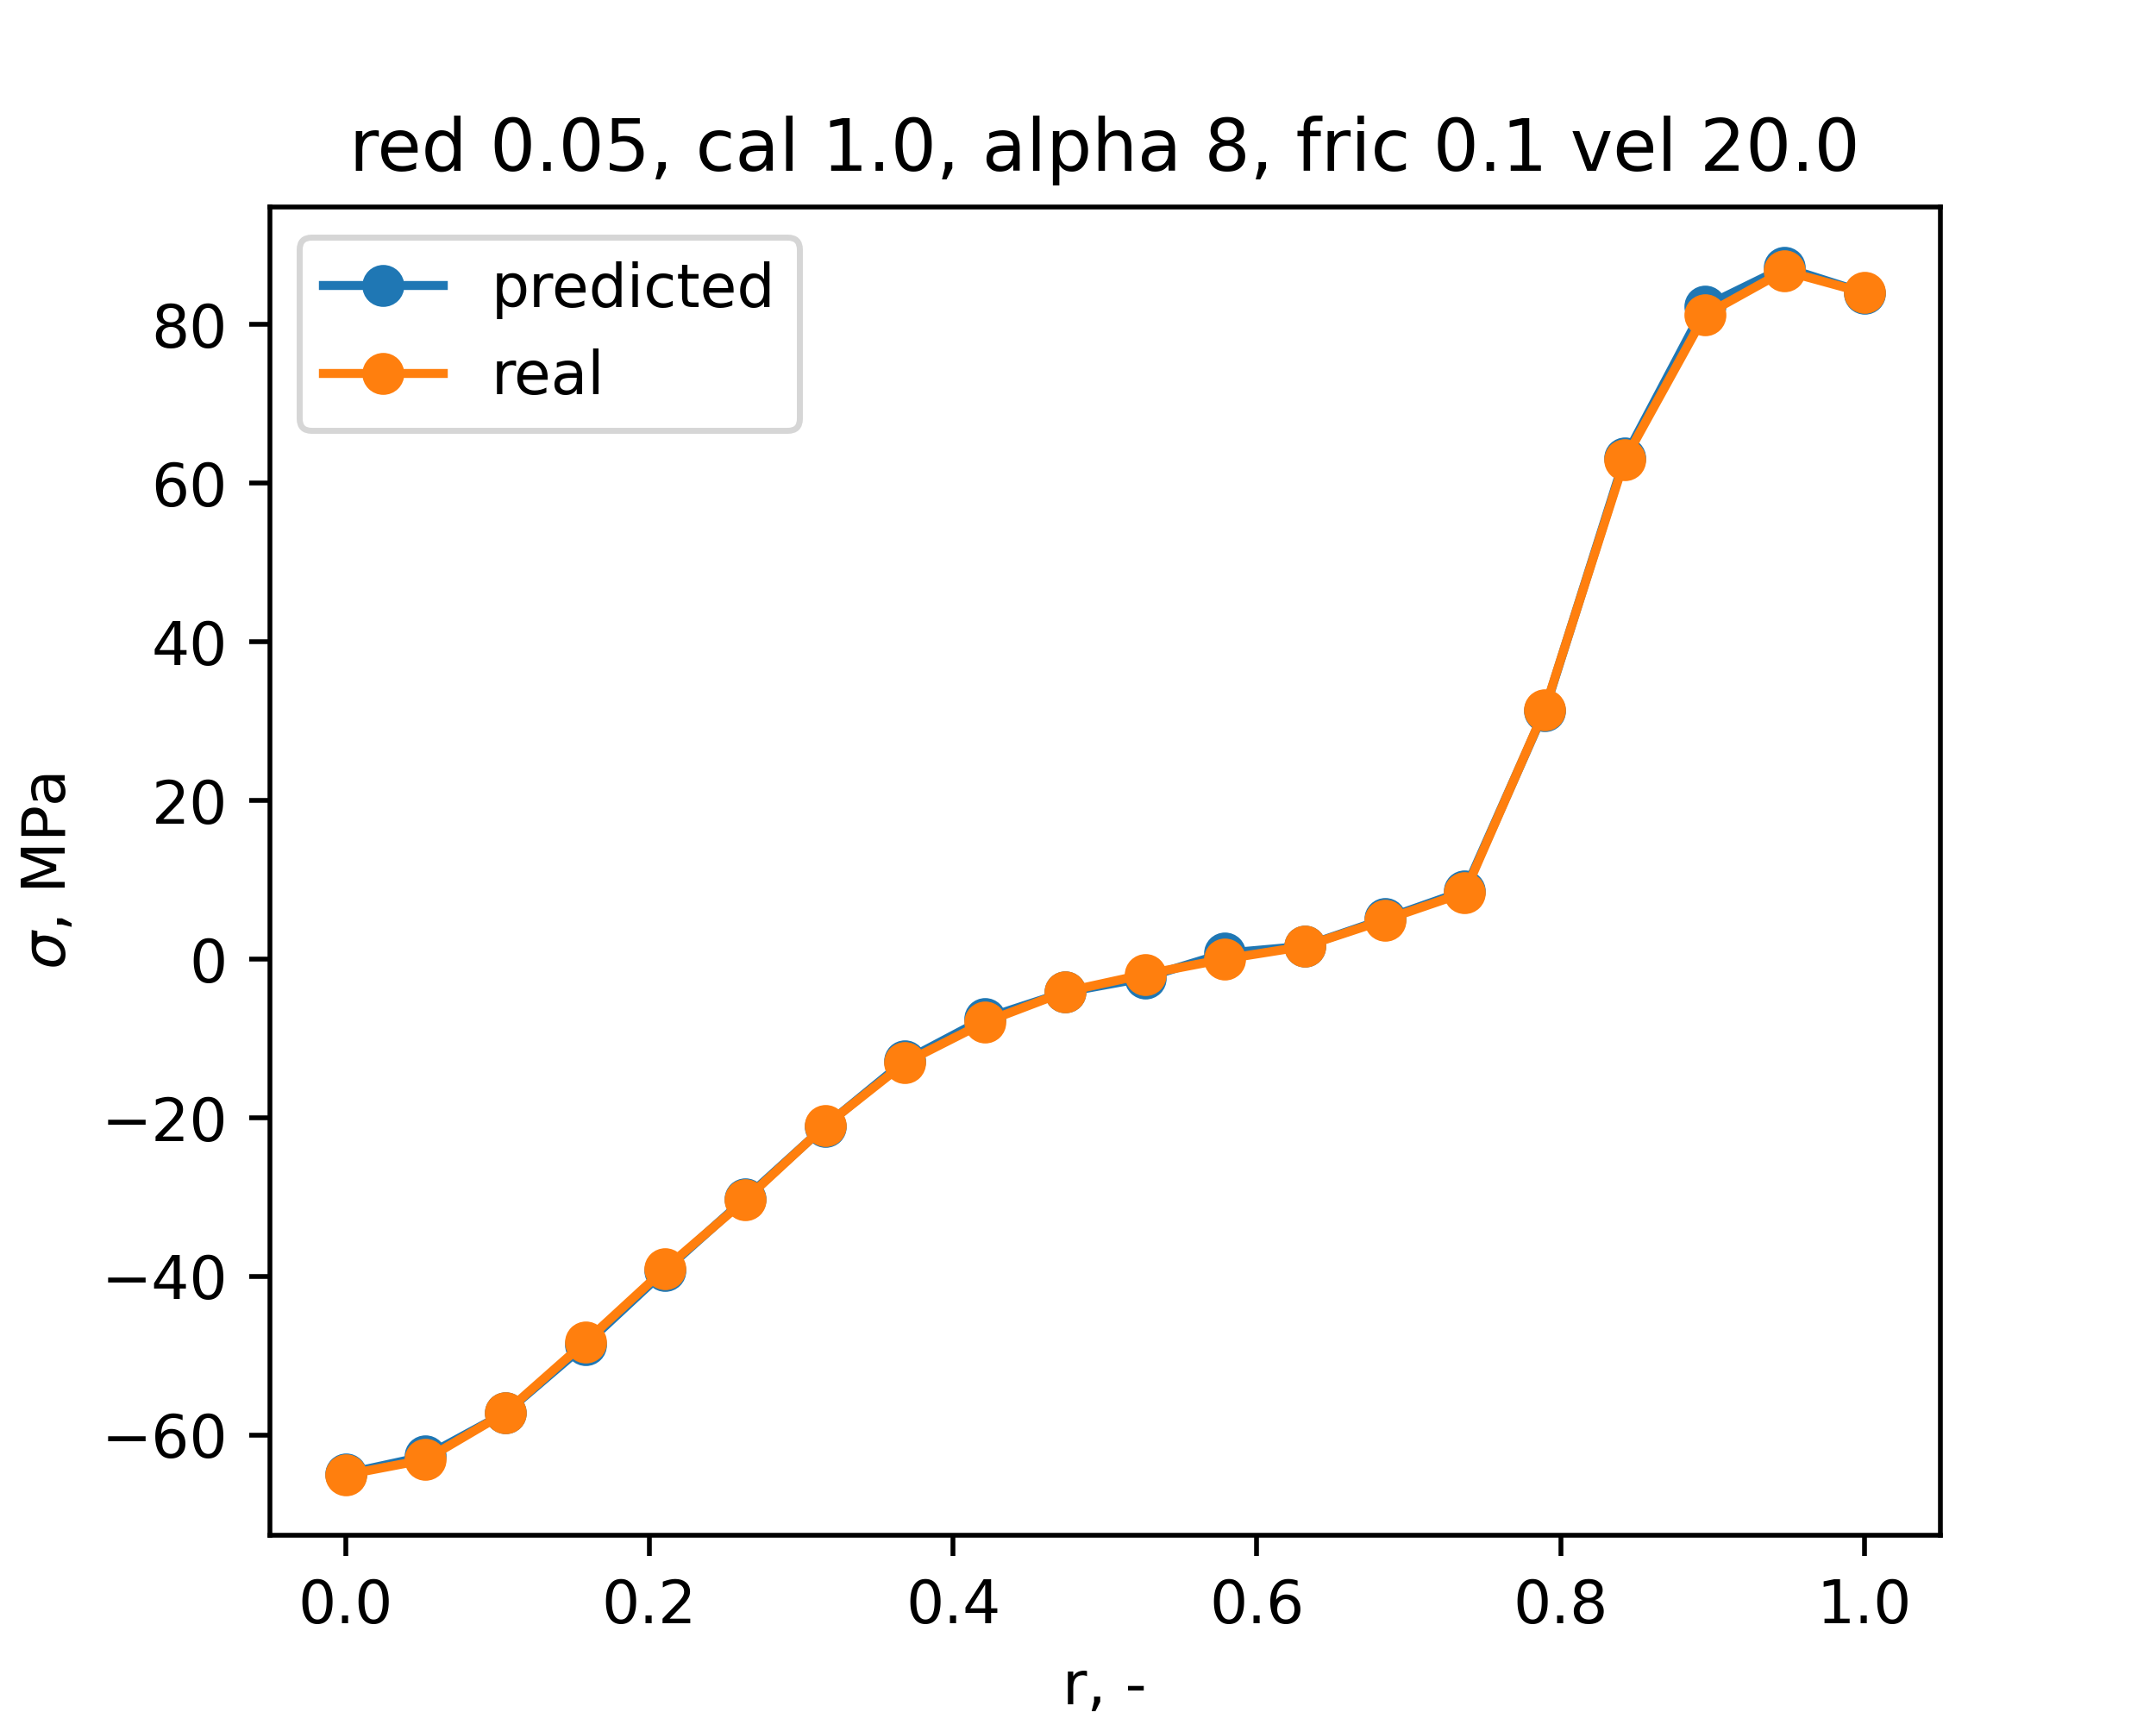 red 0.05, cal 1.0, alpha 8, fric 0.1 vel 20.0
predicted
real
80
60
40
20
0
−20
−40
−60
σ, MPa
0.0 0.2 0.4 0.6 0.8 1.0
r, -